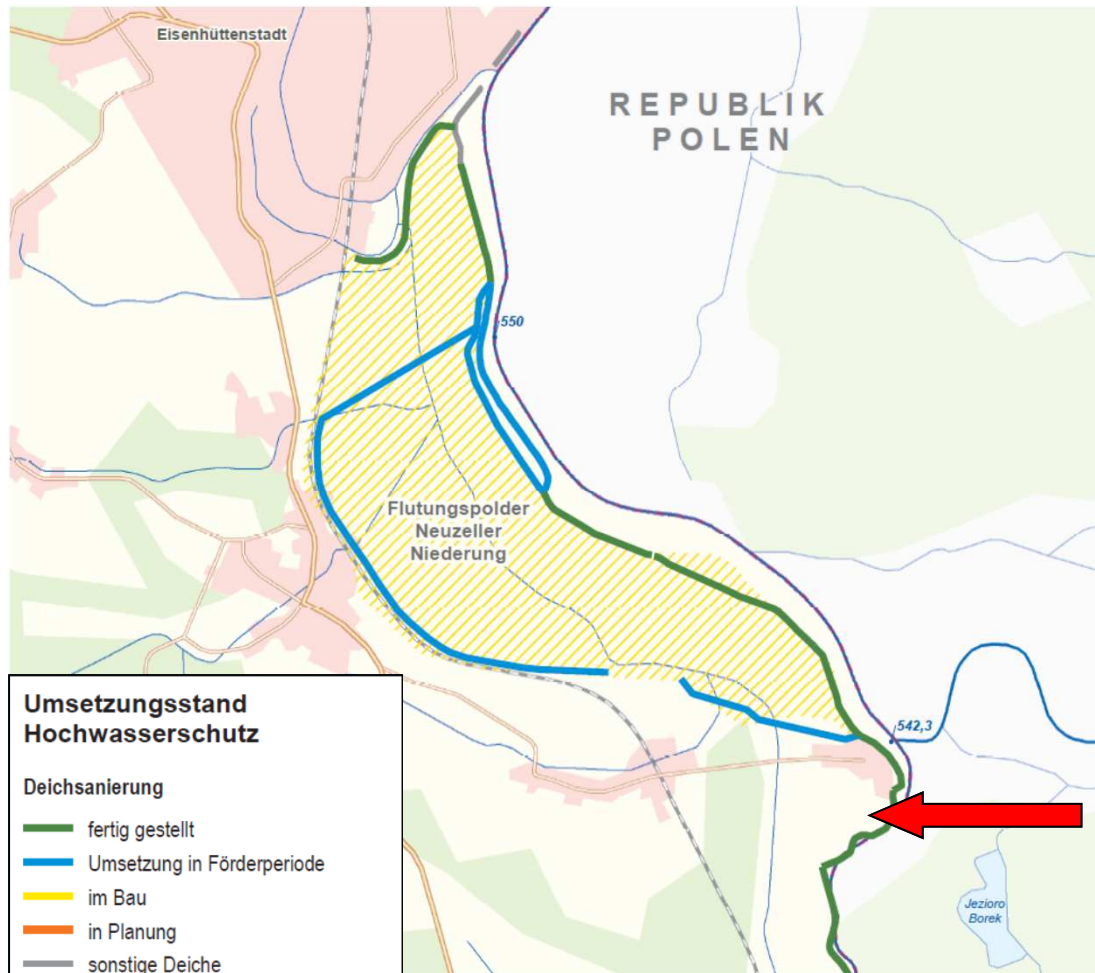 Eisenhüttenstadt
REPUBLIK
POLEN
550
Flutungspolder
Neuzeller
Niederung
542,3
Jezioro
Borek
Umsetzungsstand
Hochwasserschutz
Deichsanierung
fertig gestellt
Umsetzung in Förderperiode
im Bau
in Planung
sonstige Deiche